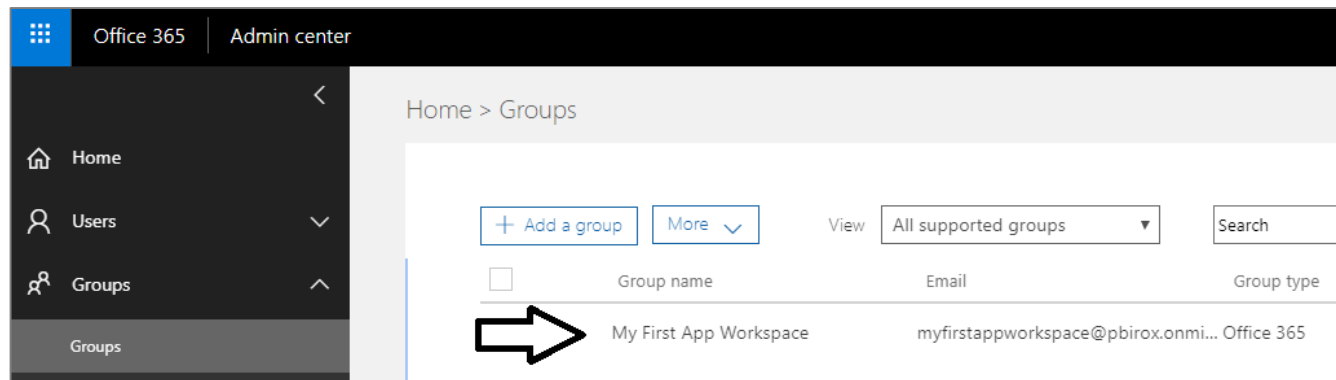 Office 365 Admin center
Home > Groups
Home
Users
Groups
Groups
+ Add a group More View All supported groups Search
Group name Email Group type
My First App Workspace myfirstappworkspace@pbirox.onmi... Office 365